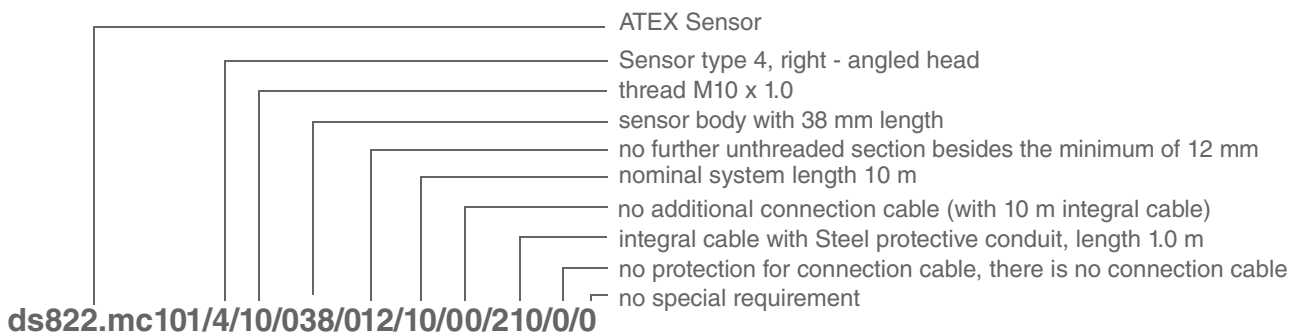 ATEX Sensor
Sensor type 4, right - angled head
thread M10 x 1.0
sensor body with 38 mm length
no further unthreaded section besides the minimum of 12 mm
nominal system length 10 m
no additional connection cable (with 10 m integral cable)
integral cable with Steel protective conduit, length 1.0 m
no protection for connection cable, there is no connection cable
no special requirement
ds822.mc101/4/10/038/012/10/00/210/0/0